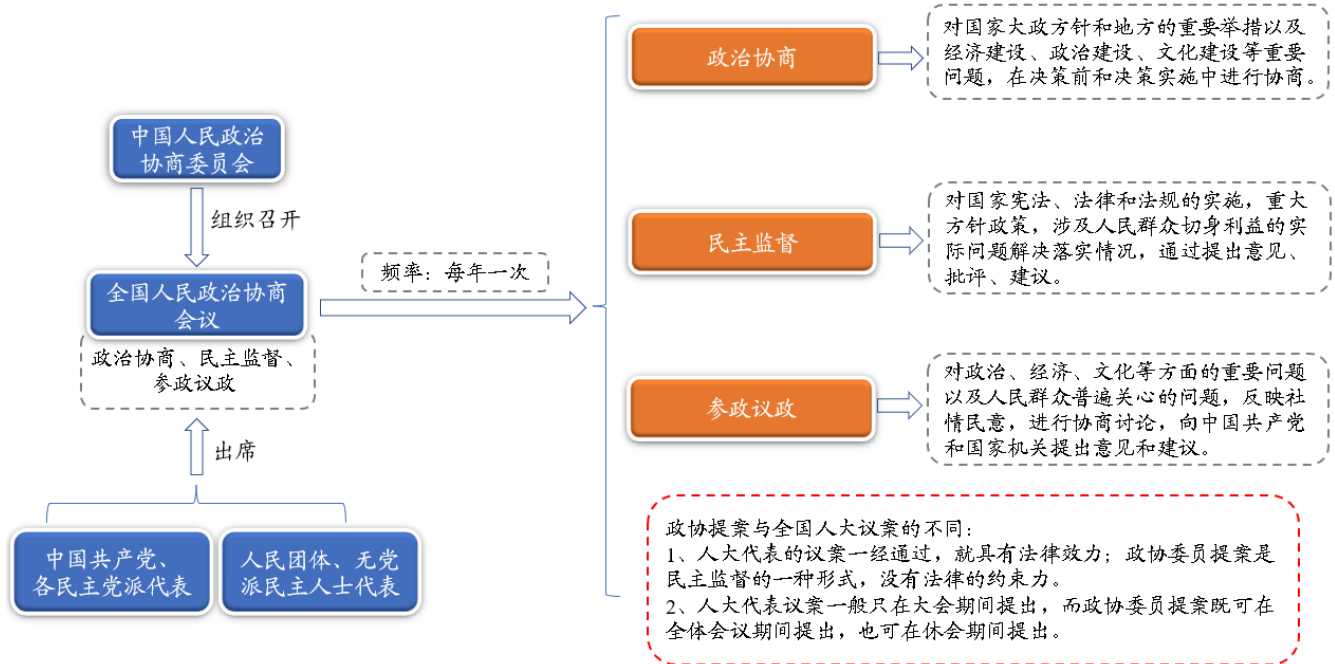 中国人民政治
协商委员会
组织召开
全国人民政治协商
会议
政治协商、民主监督、
参政议政
出席
中国共产党、
各民主党派代表
人民团体、无党
派民主人士代表
频率：每年一次
政治协商
对国家大政方针和地方的重要举措以及
经济建设、政治建设、文化建设等重要
问题，在决策前和决策实施中进行协商。
民主监督
对国家宪法、法律和法规的实施，重大
方针政策，涉及人民群众切身利益的实
际问题解决落实情况，通过提出意见、
批评、建议。
参政议政
对政治、经济、文化等方面的重要问题
以及人民群众普遍关心的问题，反映社
情民意，进行协商讨论，向中国共产党
和国家机关提出意见和建议。
政协提案与全国人大议案的不同：
1、人大代表的议案一经通过，就具有法律效力；政协委员提案是
民主监督的一种形式，没有法律的约束力。
2、人大代表议案一般只在大会期间提出，而政协委员提案既可在
全体会议期间提出，也可在休会期间提出。